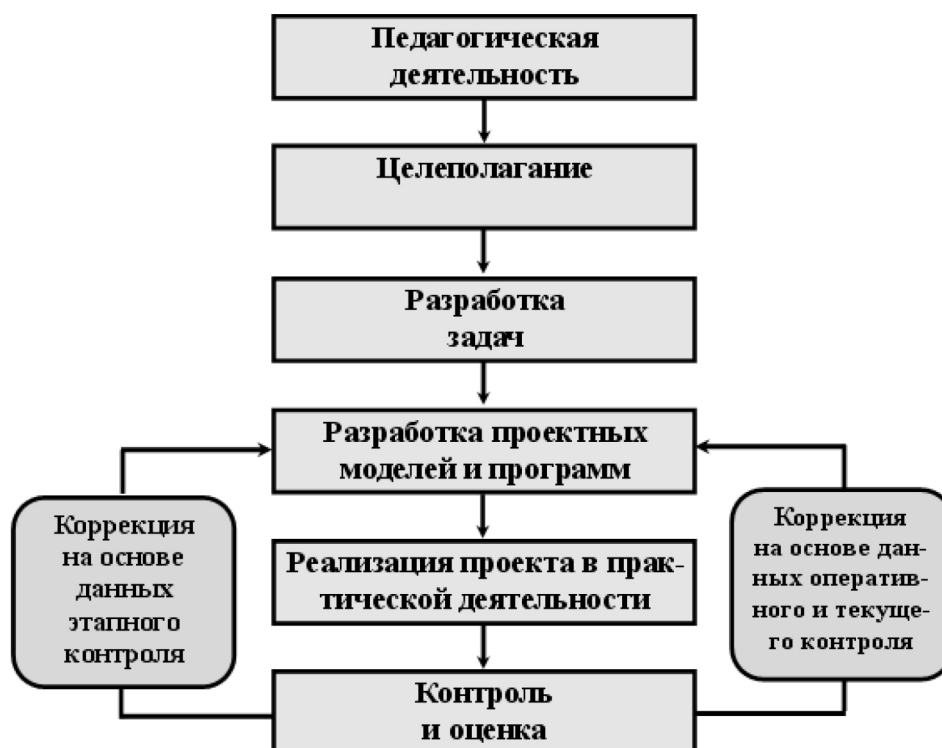 Педагогическая
деятельность
Целеполагание
Разработка
задач
Разработка проектных
моделей и программ
Коррекция
на основе
данных
этапного
контроля
Коррекция
на основе дан-
ных оператив-
ного и текуще-
го контроля
Реализация проекта в прак-
тической деятельности
Контроль
и оценка